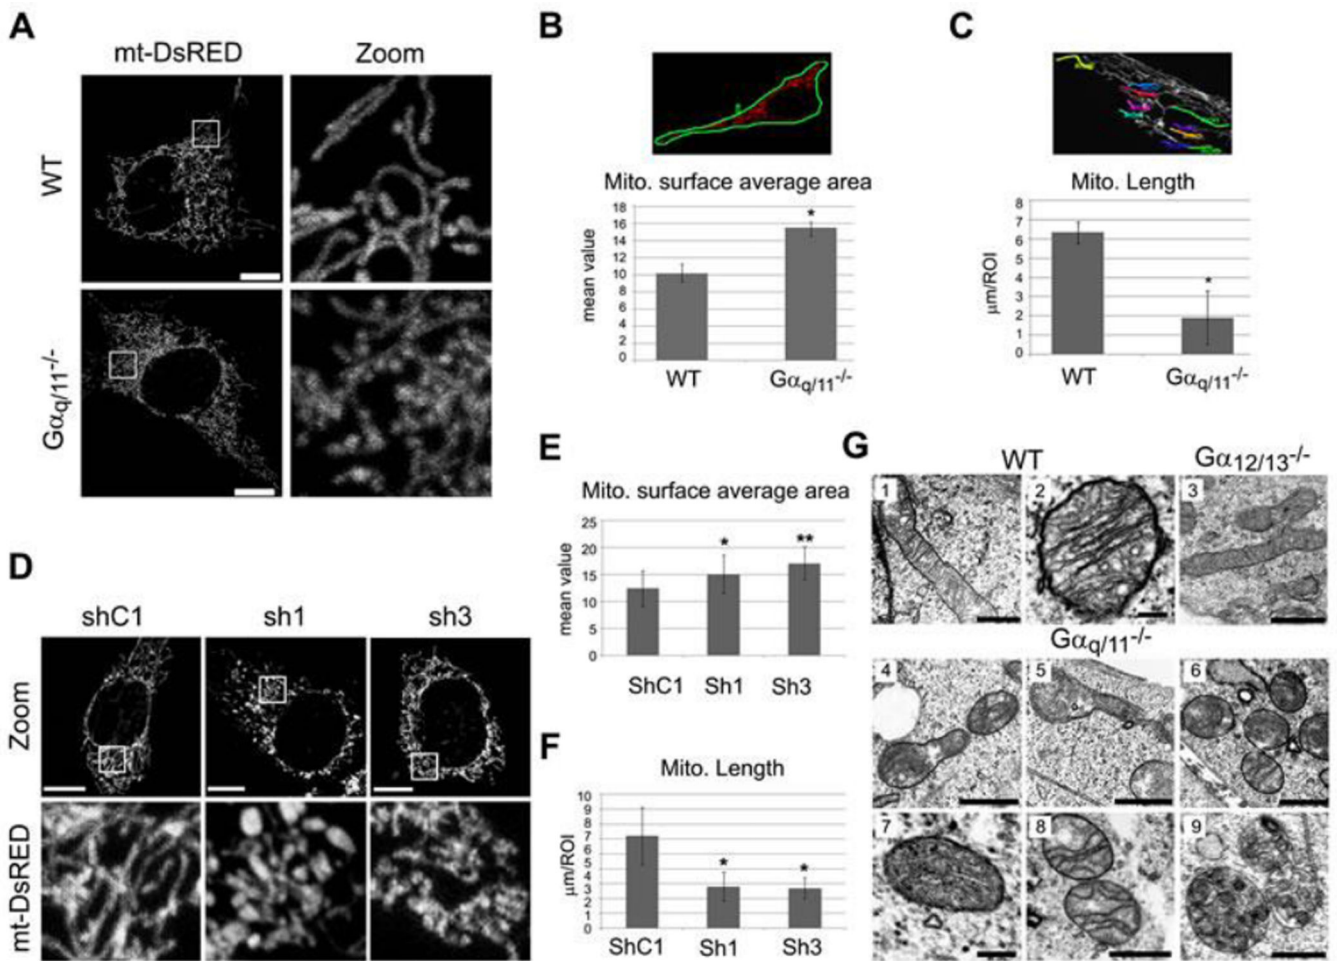 A
mt-DsRED
Zoom
WT
Gαq/11-/-
B
Mito. surface average area
mean value
18
16
14
12
10
8
6
4
2
0
*
WT
Gαq/11-/-
C
Mito. Length
μm/ROI
8
7
6
5
4
3
2
1
0
*
WT
Gαq/11-/-
D
shC1
sh1
sh3
Zoom
mt-DsRED
E
Mito. surface average area
mean value
25
20
15
10
5
0
*
**
ShC1
Sh1
Sh3
F
Mito. Length
μm/ROI
10
9
8
7
6
5
4
3
2
1
0
*
*
ShC1
Sh1
Sh3
G
WT
Gα12/13-/-
1
2
3
Gαq/11-/-
4
5
6
7
8
9